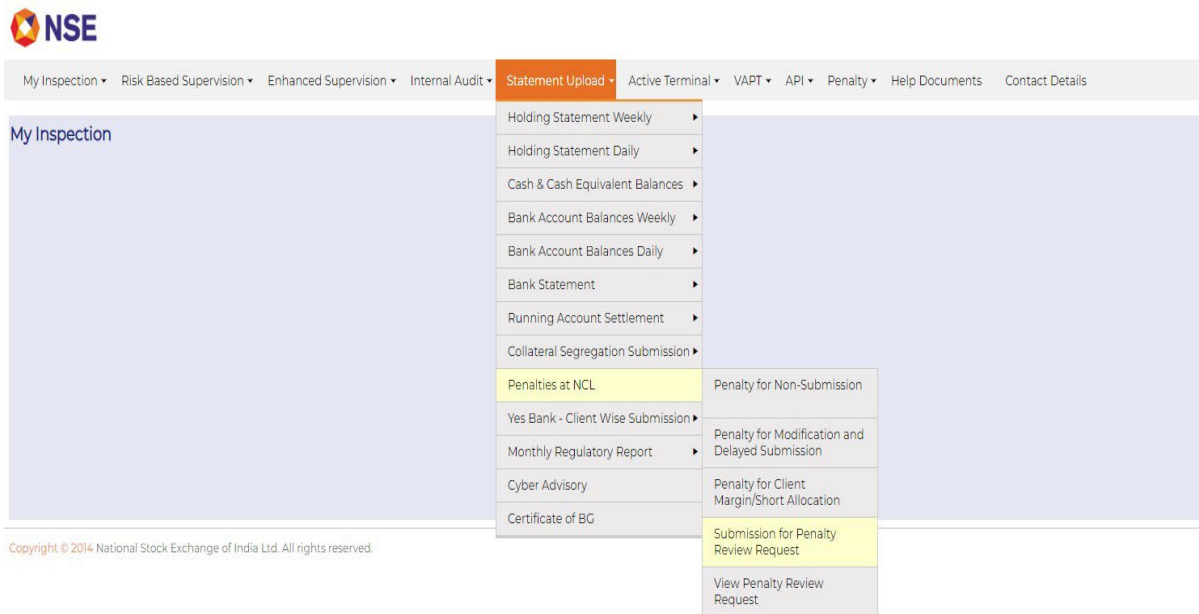 NSE
My Inspection Risk Based Supervision Enhanced Supervision Internal Audit Statement Upload Active Terminal VAPT API Penalty Help Documents Contact Details
My Inspection
Holding Statement Weekly
Holding Statement Daily
Cash & Cash Equivalent Balances
Bank Account Balances Weekly
Bank Account Balances Daily
Bank Statement
Running Account Settlement
Collateral Segregation Submission
Penalties at NCL
Yes Bank - Client Wise Submission
Monthly Regulatory Report
Cyber Advisory
Certificate of BG
Penalty for Non-Submission
Penalty for Modification and
Delayed Submission
Penalty for Client
Margin/Short Allocation
Submission for Penalty
Review Request
View Penalty Review
Request
Copyright © 2014 National Stock Exchange of India Ltd. All rights reserved.